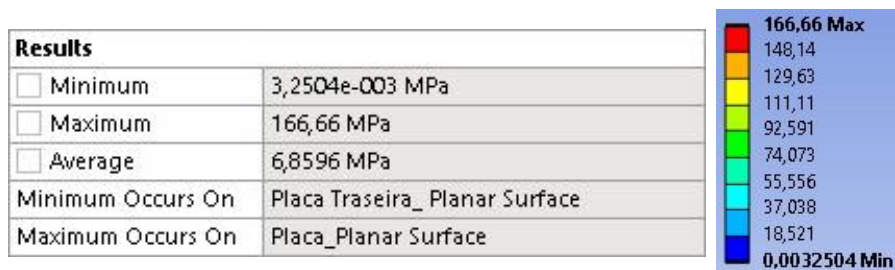 Results
Minimum 3,2504e-003 MPa
Maximum 166,66 MPa
Average 6,8596 MPa
Minimum Occurs On Placa Traseira_ Planar Surface
Maximum Occurs On Placa_Planar Surface
166,66 Max
148,14
129,63
111,11
92,591
74,073
55,556
37,038
18,521
0,0032504 Min